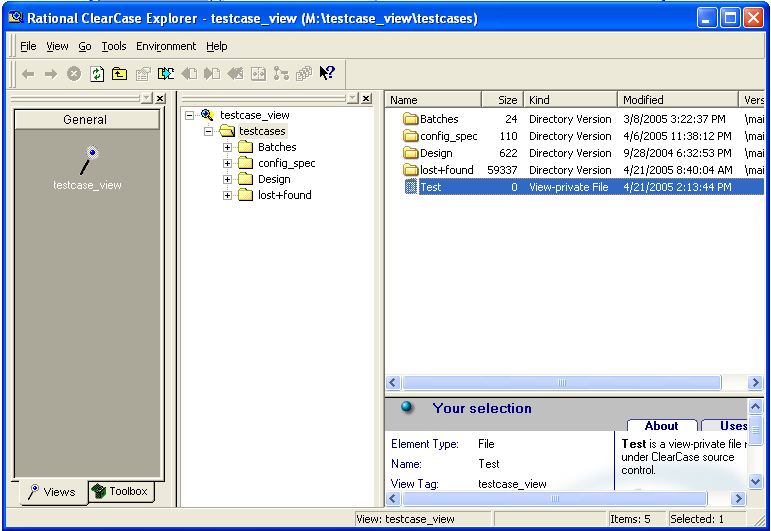 Rational ClearCase Explorer - testcase_view (M:\testcase_view\testcases)
File View Go Tools Environment Help
General
testcase_view
Views Toolbox
testcase_view
testcases
Batches
config_spec
Design
lost+found
Name Size Kind Modified Vers
Batches 24 Directory Version 3/8/2005 3:22:37 PM \mai
config_spec 110 Directory Version 4/6/2005 11:38:12 PM \mai
Design 622 Directory Version 9/28/2004 6:32:53 PM \mai
lost+found 59337 Directory Version 4/21/2005 8:40:04 AM \mai
Test 0 View-private File 4/21/2005 2:13:44 PM
Your selection
About Uses
Element Type: File
Name: Test
View Tag: testcase_view
Test is a view-private file
under ClearCase source
control.
View: testcase_view Items: 5 Selected: 1